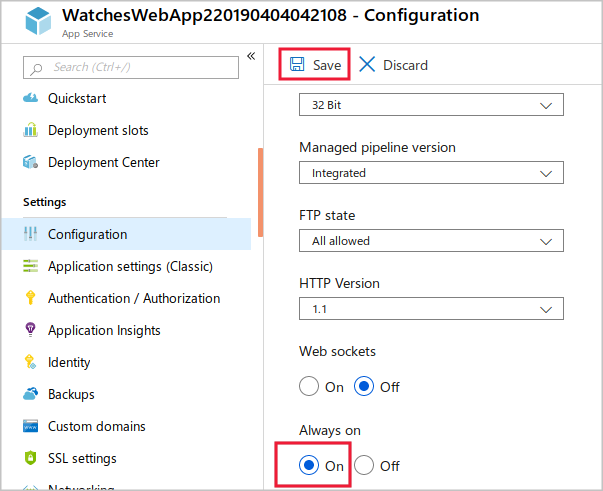 WatchesWebApp220190404042108 - Configuration
App Service
Search (Ctrl+/)
Quickstart
Deployment slots
Deployment Center
Settings
Configuration
Application settings (Classic)
Authentication / Authorization
Application Insights
Identity
Backups
Custom domains
SSL settings
Networking
Save
Discard
32 Bit
Managed pipeline version
Integrated
FTP state
All allowed
HTTP Version
1.1
Web sockets
On
Off
Always on
On
Off